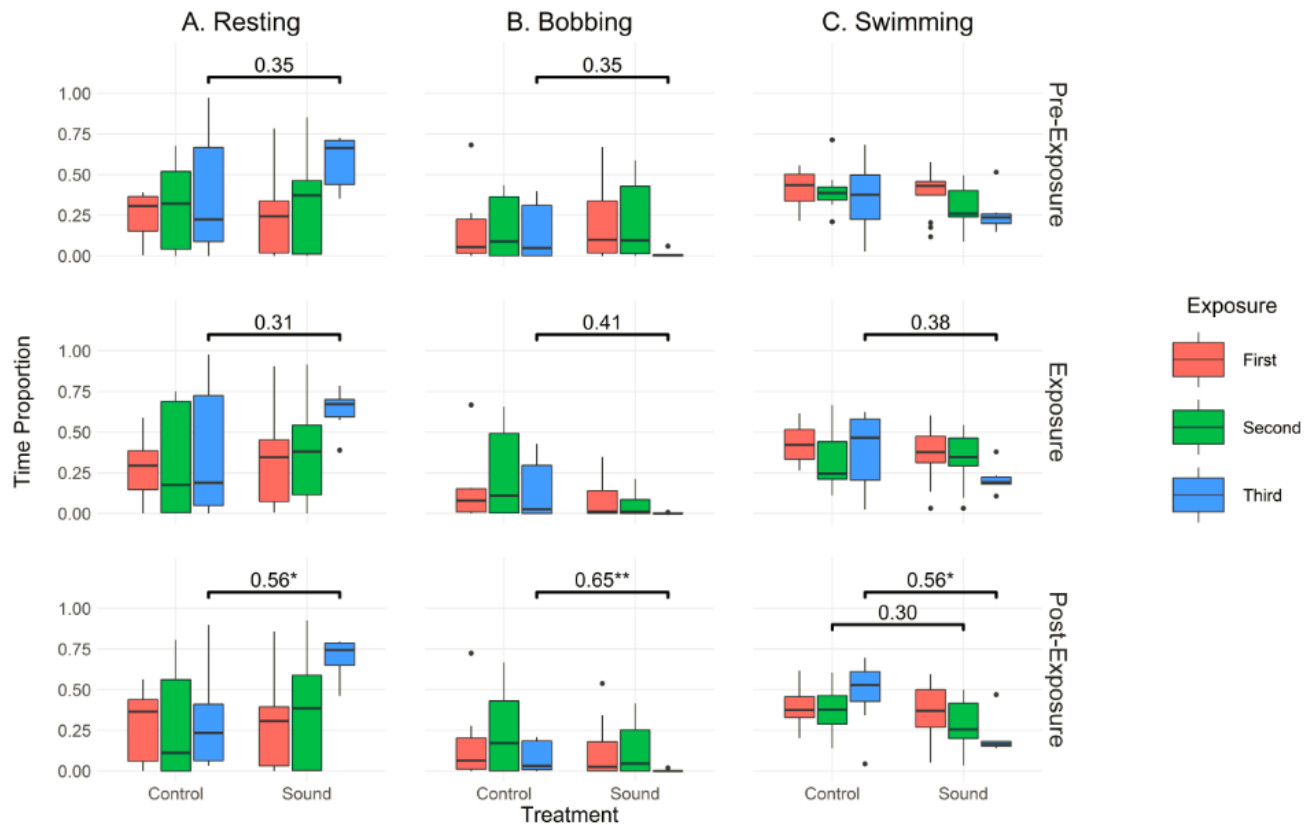 A. Resting
B. Bobbing
C. Swimming
0.35
0.35
1.00
0.75
0.50
0.25
0.00
Pre-Exposure
0.31
0.41
0.38
1.00
0.75
0.50
0.25
0.00
Exposure
Time Proportion
0.56*
0.65**
0.56*
0.30
1.00
0.75
0.50
0.25
0.00
Post-Exposure
Control Sound
Control Sound
Control Sound
Treatment
Exposure
First
Second
Third